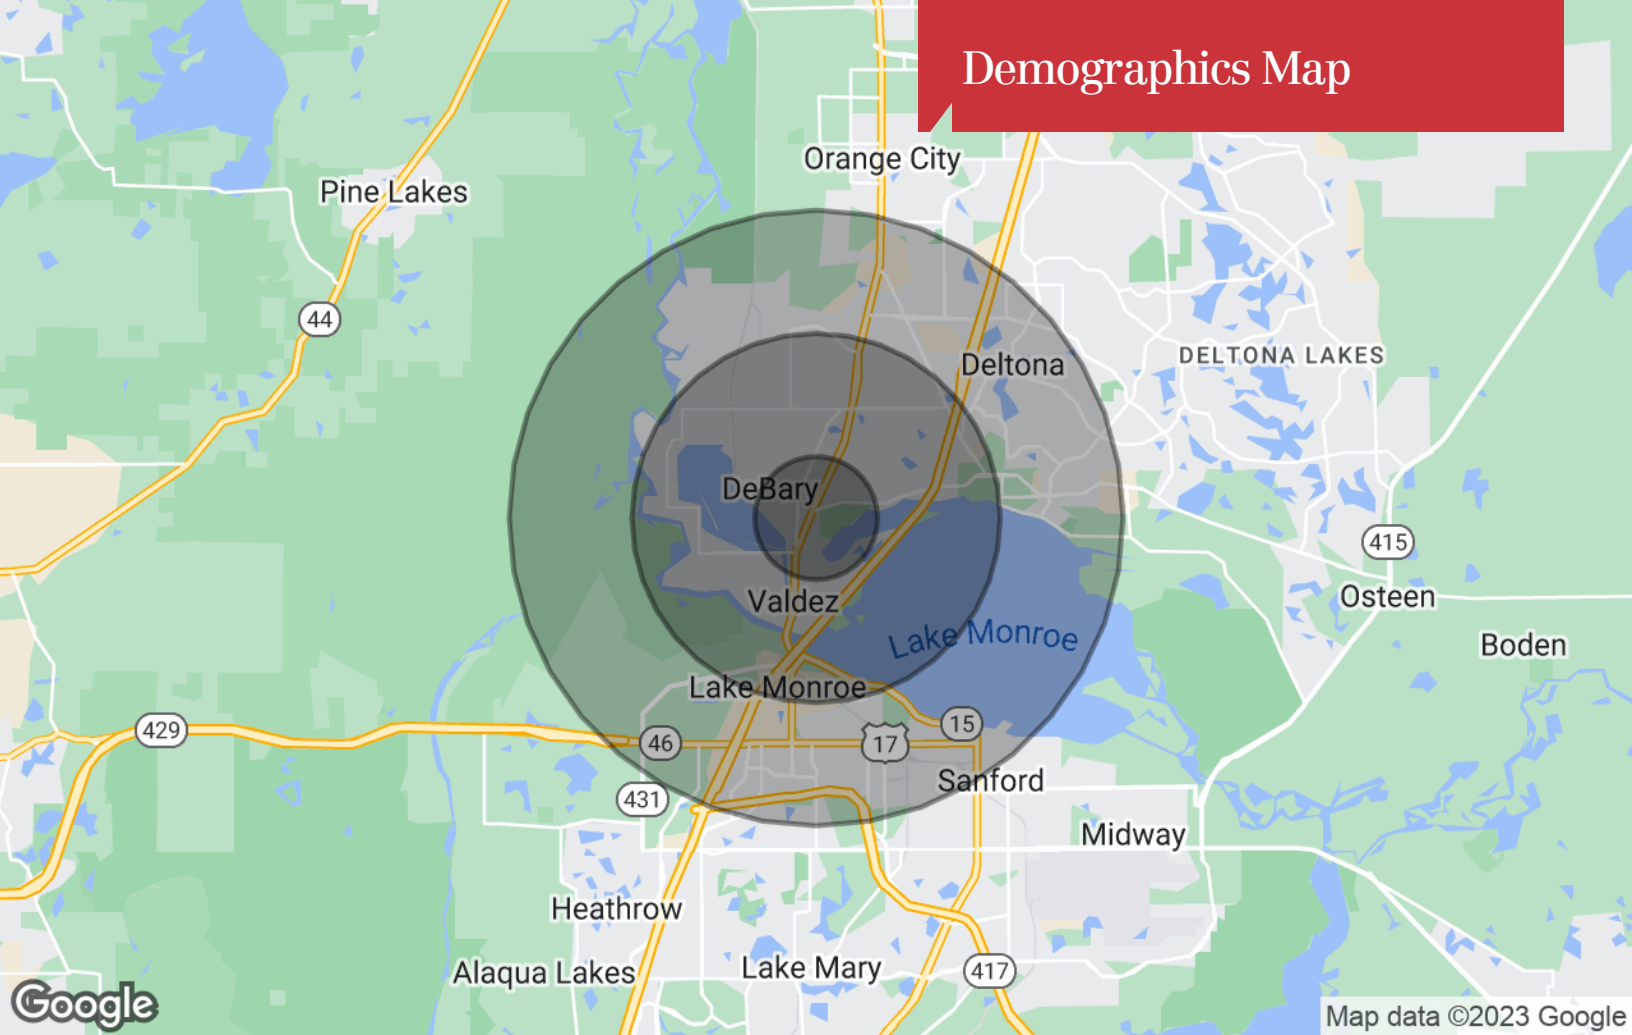 Demographics Map
Orange City
Pine Lakes
44
DELTONA LAKES
Deltona
DeBary
415
Osteen
Valdez
Lake Monroe
Boden
Lake Monroe
15
429
46
17
Sanford
431
Midway
Heathrow
Lake Mary
417
Alaqua Lakes
Google
Map data ©2023 Google